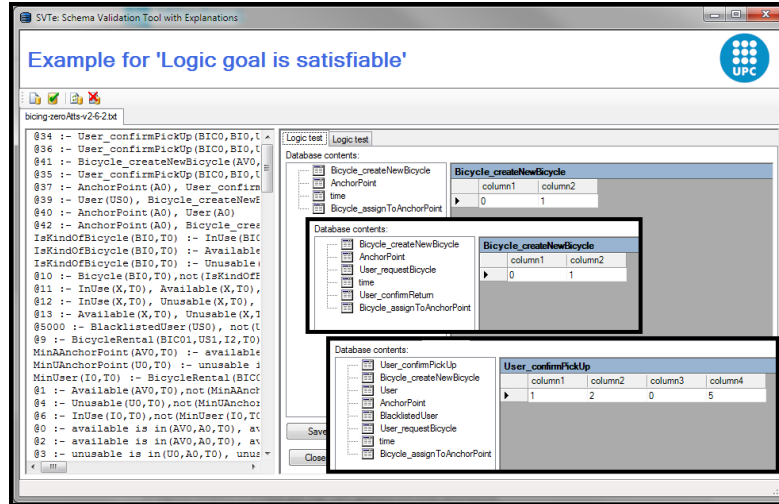 SVTe: Schema Validation Tool with Explanations
Example for 'Logic goal is satisfiable'
UPC
bicing-zeroAtts-v2-6-2.txt
@34 :- User_confirmPickUp(BIC0,BI0,U
@36 :- User_confirmPickUp(BIC0,BI0,U
@41 :- Bicycle_createNewBicycle(AV0,
@35 :- User_confirmPickUp(BIC0,BI0,U
@37 :- AnchorPoint(A0), User_confirm
@39 :- User(US0), Bicycle_createNewB
@40 :- AnchorPoint(A0), User(A0)
@42 :- AnchorPoint(A0), Bicycle_crea
IsKindOfBicycle(BI0,T0) :- InUse(BI0
IsKindOfBicycle(BI0,T0) :- Availabl
IsKindOfBicycle(BI0,T0) :- Unusable(
@10 :- Bicycle(BI0,T0),not(IsKindOfB
@11 :- InUse(X,T0), Available(X,T0),
@12 :- InUse(X,T0), Unusable(X,T0),
@13 :- Available(X,T0), Unusable(X,T
@5000 :- BlacklistedUser(US0), not(U
@9 :- BicycleRental(BIC01,US1,I2,T0)
MinAAnchorPoint(AV0,T0) :- available
MinUAnchorPoint(U0,T0) :- unusable i
MinUser(I0,T0) :- BicycleRental(BIC0
@1 :- Available(AV0,T0),not(MinAAnch
@4 :- Unusable(U0,T0),not(MinUAnchor
@6 :- InUse(I0,T0),not(MinUser(I0,T0
@0 :- available is in(AV0,A0,T0), av
@2 :- available is in(AV0,A0,T0), av
@3 :- unusable is in(U0,A0,T0), unus
Logic test Logic test
Database contents:
Bicycle_createNewBicycle
AnchorPoint
time
Bicycle_assignToAnchorPoint
Bicycle_createNewBicycle
column1 column2
0 1
Database contents:
Bicycle_createNewBicycle
AnchorPoint
User_requestBicycle
time
User_confirmReturn
Bicycle_assignToAnchorPoint
Bicycle_createNewBicycle
column1 column2
0 1
Database contents:
User_confirmPickUp
Bicycle_createNewBicycle
User
AnchorPoint
BlacklistedUser
User_requestBicycle
time
Bicycle_assignToAnchorPoint
User_confirmPickUp
column1 column2 column3 column4
1 2 0 5
Save
Close